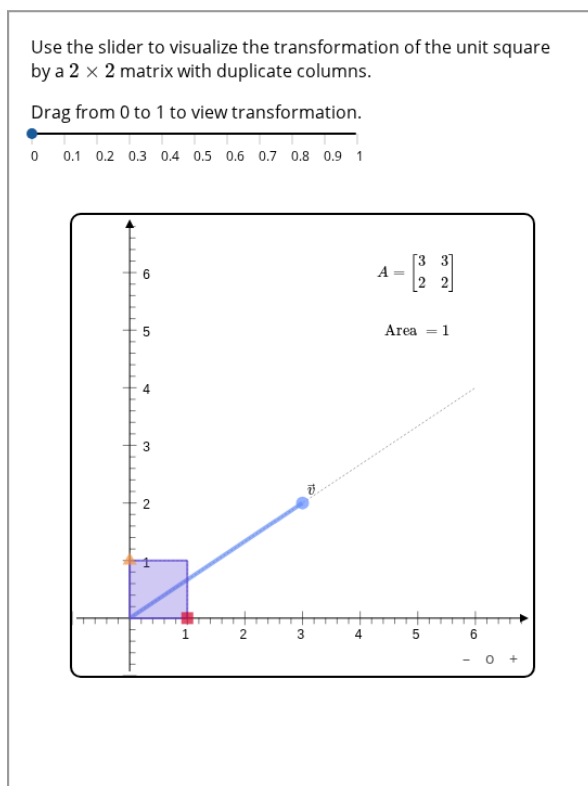 Use the slider to visualize the transformation of the unit square
by a 2 × 2 matrix with duplicate columns.
Drag from 0 to 1 to view transformation.
0 0.1 0.2 0.3 0.4 0.5 0.6 0.7 0.8 0.9 1
A = [3 3
2 2]
Area = 1
6
5
4
3
2
1
v⃗
1 2 3 4 5 6
− o +